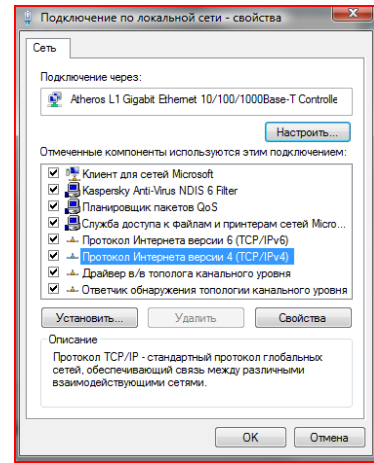 Подключение по локальной сети - свойства
Сеть
Подключение через:
Atheros L1 Gigabit Ethernet 10/100/1000Base-T Controlle
Настроить...
Отмеченные компоненты используются этим подключением:
Клиент для сетей Microsoft
Kaspersky Anti-Virus NDIS 6 Filter
Планировщик пакетов QoS
Служба доступа к файлам и принтерам сетей Micro...
Протокол Интернета версии 6 (TCP/IPv6)
Протокол Интернета версии 4 (TCP/IPv4)
Драйвер в/в тополога канального уровня
Ответчик обнаружения топологии канального уровня
Установить... Удалить Свойства
Описание
Протокол TCP/IP - стандартный протокол глобальных
сетей, обеспечивающий связь между различными
взаимодействующими сетями.
OK Отмена